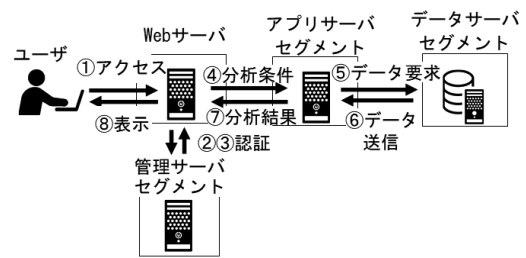 ユーザ
Webサーバ
アプリサーバ
セグメント
データサーバ
セグメント
①アクセス
④分析条件
⑤データ要求
⑧表示
⑦分析結果
⑥データ
送信
②③認証
管理サーバ
セグメント